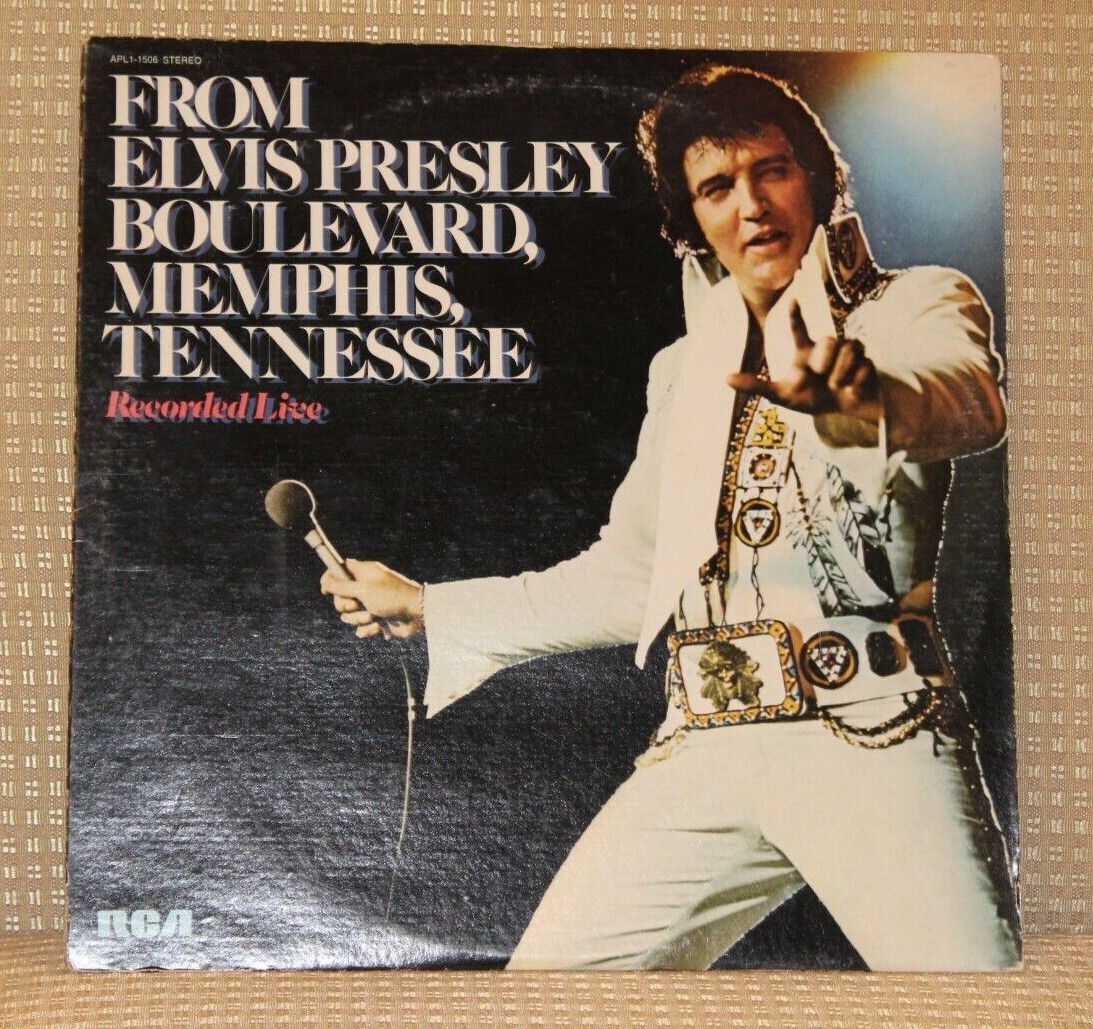 APL1-1506 STEREO
FROM
ELVIS PRESLEY
BOULEVARD,
MEMPHIS,
TENNESSEE
Recorded Live
RCA